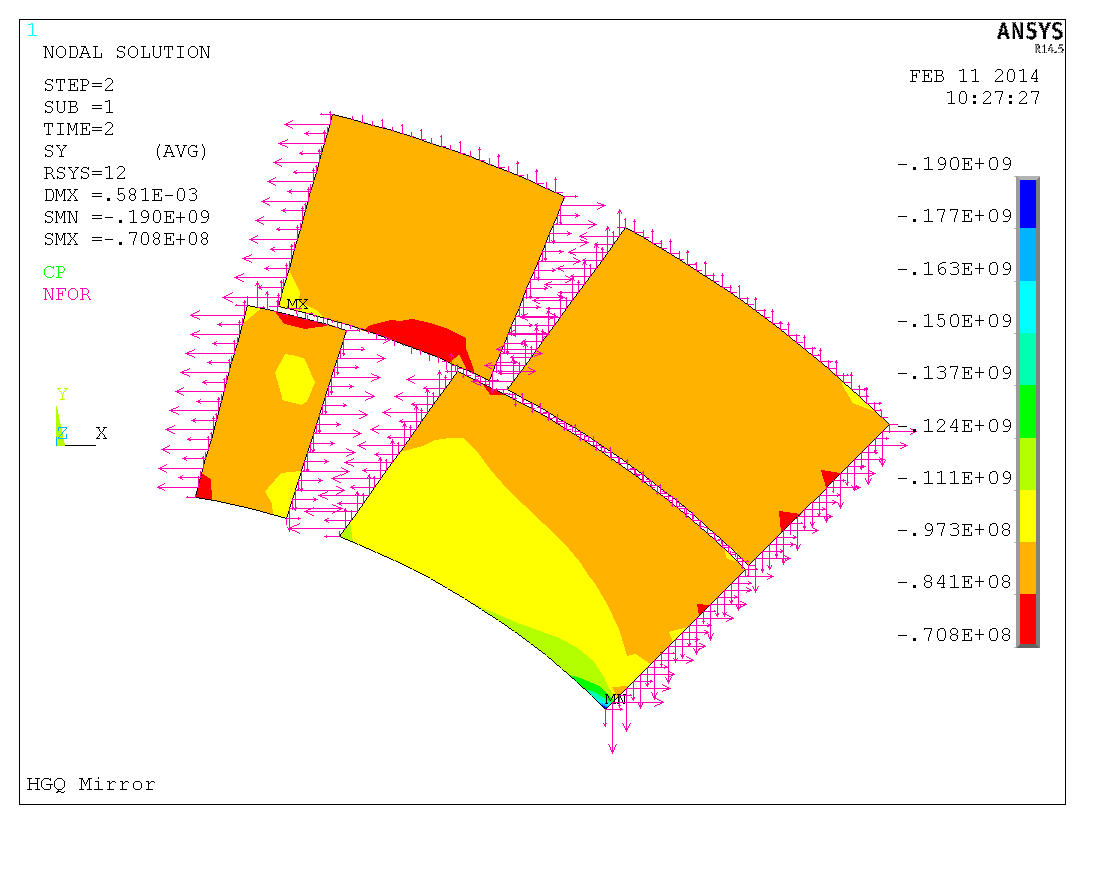 1
ANSYS
R14.5
NODAL SOLUTION
FEB 11 2014
10:27:27
STEP=2
SUB =1
TIME=2
SY (AVG)
RSYS=12
DMX =.581E-03
SMN =-.190E+09
SMX =-.708E+08
CP
NFOR
-.190E+09
-.177E+09
-.163E+09
-.150E+09
-.137E+09
-.124E+09
-.111E+09
-.973E+08
-.841E+08
-.708E+08
MX
Y
Z X
MN
HGQ Mirror